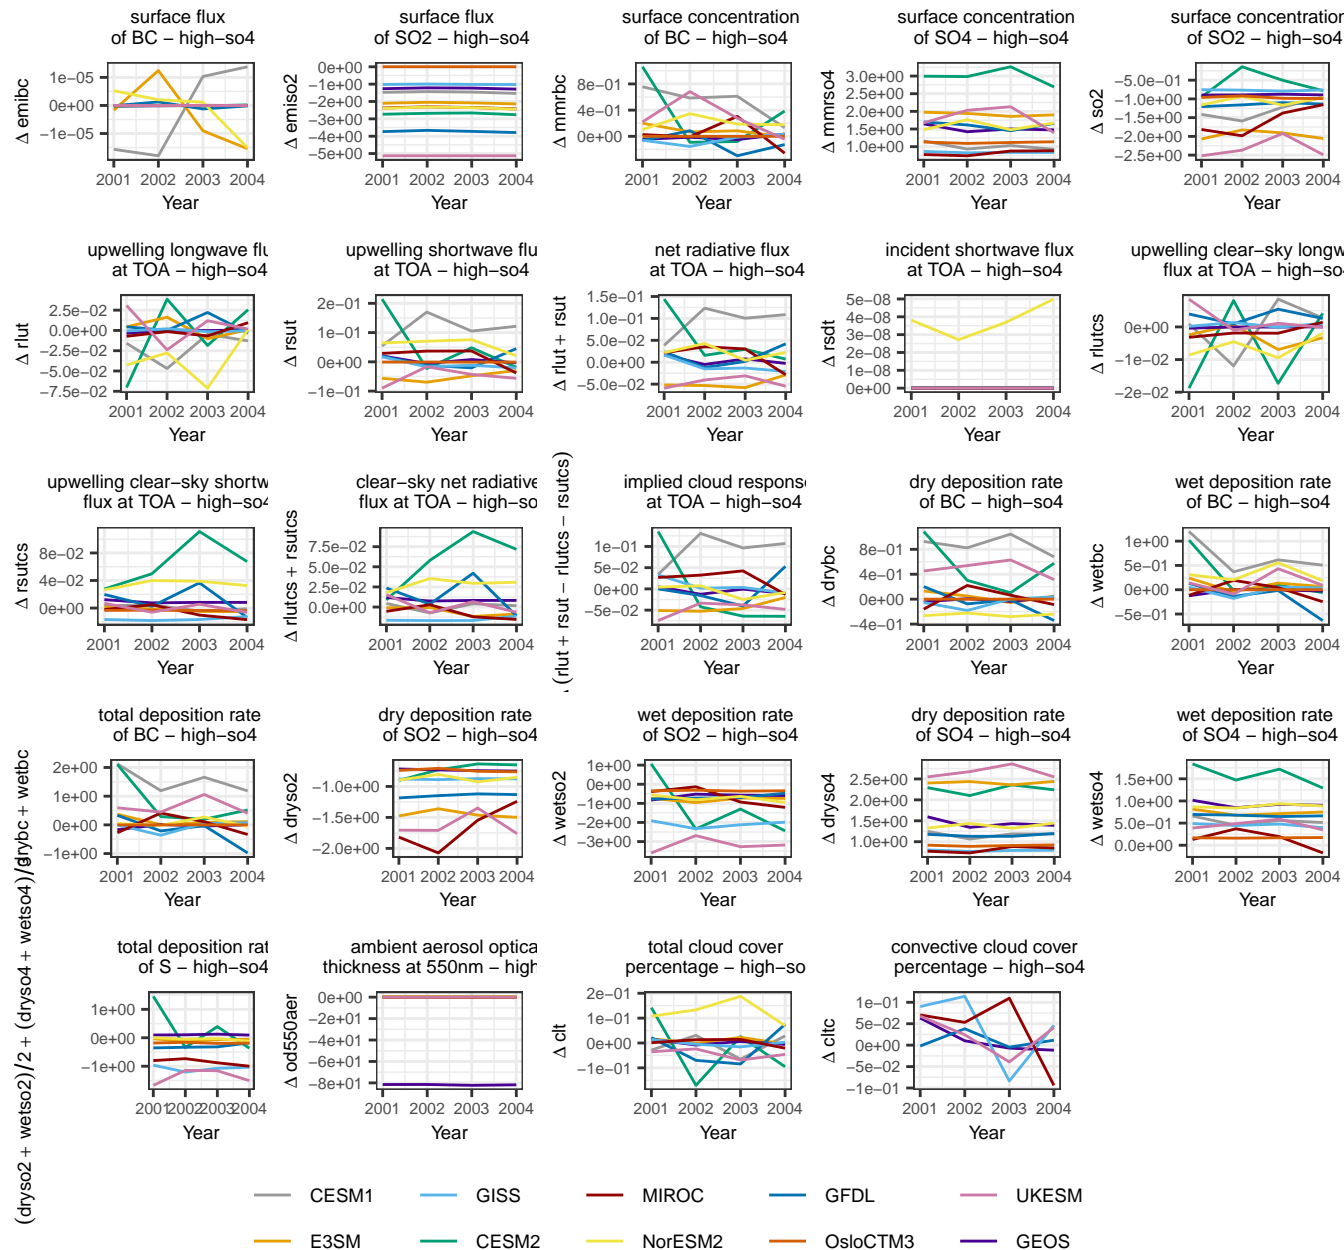 surface flux
of BC − high−so4
Δ emibc
1e−05
0e+00
−1e−05
2001 2002 2003 2004
Year
surface flux
of SO2 − high−so4
Δ emiso2
0e+00
−1e+00
−2e+00
−3e+00
−4e+00
−5e+00
2001 2002 2003 2004
Year
surface concentration
of BC − high−so4
Δ mmrbc
8e−01
4e−01
0e+00
2001 2002 2003 2004
Year
surface concentration
of SO4 − high−so4
Δ mmrso4
3.0e+00
2.5e+00
2.0e+00
1.5e+00
1.0e+00
2001 2002 2003 2004
Year
surface concentration
of SO2 − high−so4
Δ so2
−5.0e−01
−1.0e+00
−1.5e+00
−2.0e+00
−2.5e+00
2001 2002 2003 2004
Year
upwelling longwave flu
at TOA − high−so4
Δ rlut
2.5e−02
0.0e+00
−2.5e−02
−5.0e−02
−7.5e−02
2001 2002 2003 2004
Year
upwelling shortwave flu
at TOA − high−so4
Δ rsut
2e−01
1e−01
0e+00
−1e−01
2001 2002 2003 2004
Year
net radiative flux
at TOA − high−so4
Δ rlut + rsut
1.5e−01
1.0e−01
5.0e−02
0.0e+00
−5.0e−02
2001 2002 2003 2004
Year
incident shortwave flux
at TOA − high−so4
Δ rsdt
5e−08
4e−08
3e−08
2e−08
1e−08
0e+00
2001 2002 2003 2004
Year
upwelling clear−sky longw
flux at TOA − high−so
Δ rlutcs
0e+00
−1e−02
−2e−02
2001 2002 2003 2004
Year
upwelling clear−sky shortw
flux at TOA − high−so4
Δ rsutcs
8e−02
4e−02
0e+00
2001 2002 2003 2004
Year
clear−sky net radiative
flux at TOA − high−so
Δ rlutcs + rsutcs
7.5e−02
5.0e−02
2.5e−02
0.0e+00
2001 2002 2003 2004
Year
implied cloud response
at TOA − high−so4
(rlut + rsut − rlutcs − rsutcs)
1e−01
5e−02
0e+00
−5e−02
2001 2002 2003 2004
Year
dry deposition rate
of BC − high−so4
Δ drybc
8e−01
4e−01
0e+00
−4e−01
2001 2002 2003 2004
Year
wet deposition rate
of BC − high−so4
Δ wetbc
1e+00
5e−01
0e+00
−5e−01
2001 2002 2003 2004
Year
total deposition rate
of BC − high−so4
drybc + wetbc
2e+00
1e+00
0e+00
−1e+00
2001 2002 2003 2004
Year
dry deposition rate
of SO2 − high−so4
Δ dryso2
−1.0e+00
−1.5e+00
−2.0e+00
2001 2002 2003 2004
Year
wet deposition rate
of SO2 − high−so4
Δ wetso2
1e+00
0e+00
−1e+00
−2e+00
−3e+00
2001 2002 2003 2004
Year
dry deposition rate
of SO4 − high−so4
Δ dryso4
2.5e+00
2.0e+00
1.5e+00
1.0e+00
2001 2002 2003 2004
Year
wet deposition rate
of SO4 − high−so4
Δ wetso4
1.5e+00
1.0e+00
5.0e−01
0.0e+00
2001 2002 2003 2004
Year
total deposition rat
of S − high−so4
(dryso2 + wetso2)/2 + (dryso4 + wetso4)/3
1e+00
0e+00
−1e+00
2001 2002 2003 2004
Year
ambient aerosol optica
thickness at 550nm − high
Δ od550aer
0e+00
−2e+01
−4e+01
−6e+01
−8e+01
2001 2002 2003 2004
Year
total cloud cover
percentage − high−so
Δ clt
2e−01
1e−01
0e+00
−1e−01
2001 2002 2003 2004
Year
convective cloud cover
percentage − high−so4
Δ cltc
1e−01
5e−02
0e+00
−5e−02
−1e−01
2001 2002 2003 2004
Year
CESM1 GISS MIROC GFDL UKESM
E3SM CESM2 NorESM2 OsloCTM3 GEOS